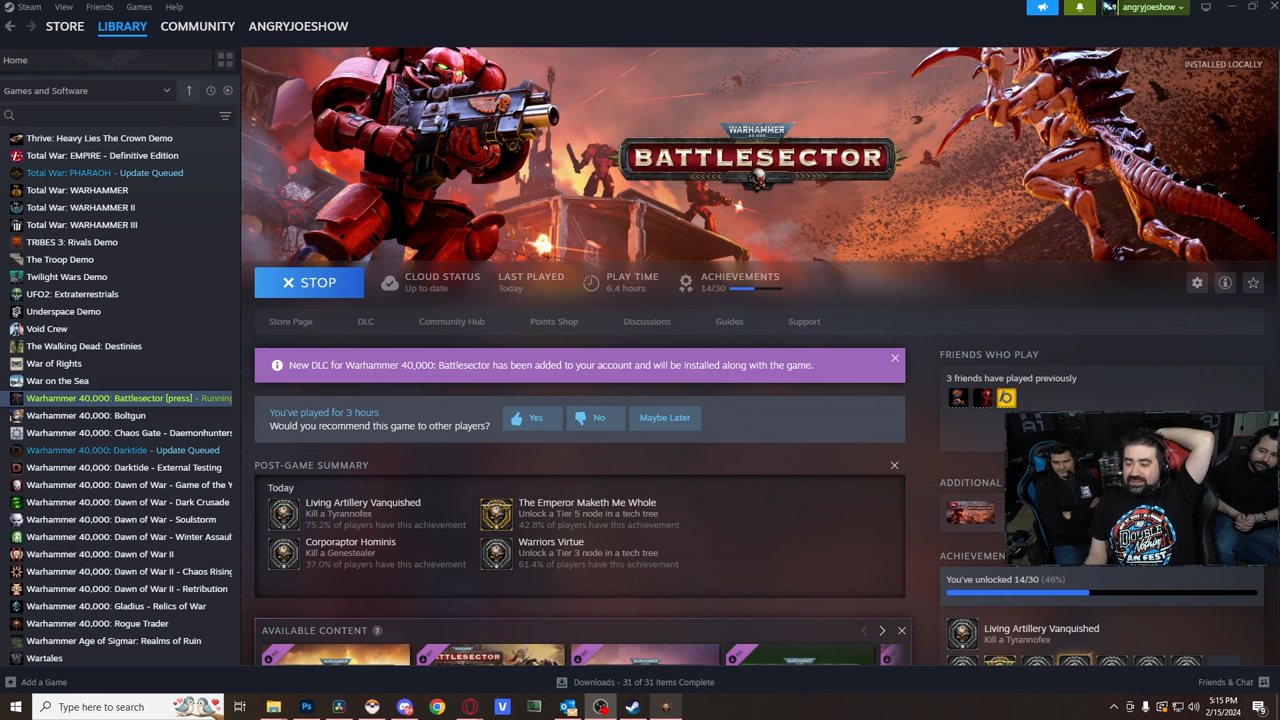 Steam View Friends Games Help
angryjoeshow
STORE LIBRARY COMMUNITY ANGRYJOESHOW
Home
Games and Software
Thrive: Heavy Lies The Crown Demo
Total War: EMPIRE - Definitive Edition
Total War: PHARAOH - Update Queued
Total War: WARHAMMER
Total War: WARHAMMER II
Total War: WARHAMMER III
TRIBES 3: Rivals Demo
The Troop Demo
Twilight Wars Demo
UFO2: Extraterrestrials
Underspace Demo
Void Crew
The Walking Dead: Destinies
War of Rights
War on the Sea
Warhammer 40,000: Battlesector [press] - Running
Warhammer 40,000: Boltgun
Warhammer 40,000: Chaos Gate - Daemonhunters
Warhammer 40,000: Darktide - Update Queued
Warhammer 40,000: Darktide - External Testing
Warhammer 40,000: Dawn of War - Game of the Y
Warhammer 40,000: Dawn of War - Dark Crusade
Warhammer 40,000: Dawn of War - Soulstorm
Warhammer 40,000: Dawn of War - Winter Assaul
Warhammer 40,000: Dawn of War II
Warhammer 40,000: Dawn of War II - Chaos Rising
Warhammer 40,000: Dawn of War II - Retribution
Warhammer 40,000: Gladius - Relics of War
Warhammer 40,000: Rogue Trader
Warhammer Age of Sigmar: Realms of Ruin
Wartales
INSTALLED LOCALLY
WARHAMMER
40,000
BATTLESECTOR
STOP
CLOUD STATUS
Up to date
LAST PLAYED
Today
PLAY TIME
6.4 hours
ACHIEVEMENTS
14/30
Store Page DLC Community Hub Points Shop Discussions Guides Support
New DLC for Warhammer 40,000: Battlesector has been added to your account and will be installed along with the game.
You've played for 3 hours
Would you recommend this game to other players?
Yes No Maybe Later
POST-GAME SUMMARY
Today
Living Artillery Vanquished
Kill a Tyrannofex
75.2% of players have this achievement
The Emperor Maketh Me Whole
Unlock a Tier 5 node in a tech tree
42.8% of players have this achievement
Corporaptor Hominis
Kill a Genestealer
37.0% of players have this achievement
Warriors Virtue
Unlock a Tier 3 node in a tech tree
61.4% of players have this achievement
AVAILABLE CONTENT ?
BATTLESECTOR
FRIENDS WHO PLAY
3 friends have played previously
ADDITIONAL
DOUBLE
TEAM FEST
ACHIEVEMEN
You've unlocked 14/30 (46%)
Living Artillery Vanquished
Kill a Tyrannofex
Add a Game
Downloads - 31 of 31 Items Complete
Friends & Chat
Type here to search
5:15 PM
2/15/2024